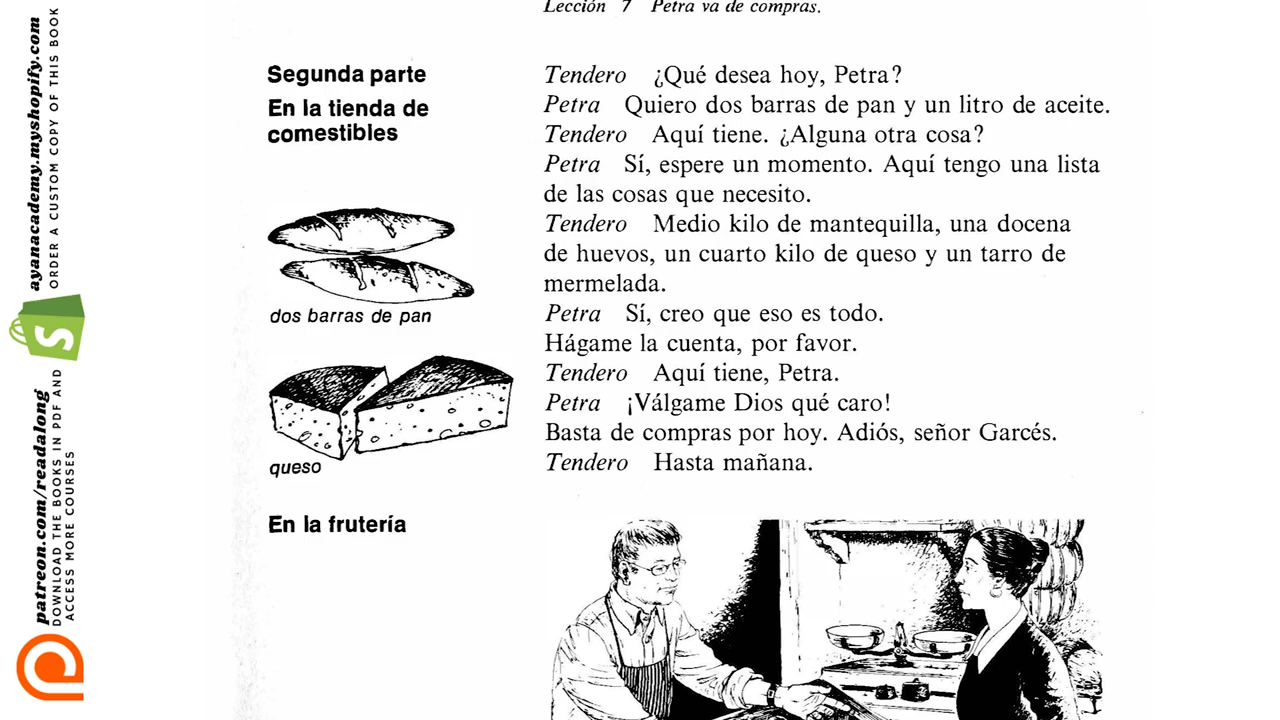 Lección 7 Petra va de compras.
Segunda parte
En la tienda de
comestibles
Tendero ¿Qué desea hoy, Petra?
Petra Quiero dos barras de pan y un litro de aceite.
Tendero Aquí tiene. ¿Alguna otra cosa?
Petra Sí, espere un momento. Aquí tengo una lista
de las cosas que necesito.
Tendero Medio kilo de mantequilla, una docena
de huevos, un cuarto kilo de queso y un tarro de
mermelada.
Petra Sí, creo que eso es todo.
Hágame la cuenta, por favor.
Tendero Aquí tiene, Petra.
Petra ¡Válgame Dios qué caro!
Basta de compras por hoy. Adiós, señor Garcés.
Tendero Hasta mañana.
dos barras de pan
queso
En la frutería
ayanacademy.myshopify.com
ORDER A CUSTOM COPY OF THIS BOOK
patreon.com/readalong
DOWNLOAD THE BOOKS IN PDF AND
ACCESS MORE COURSES